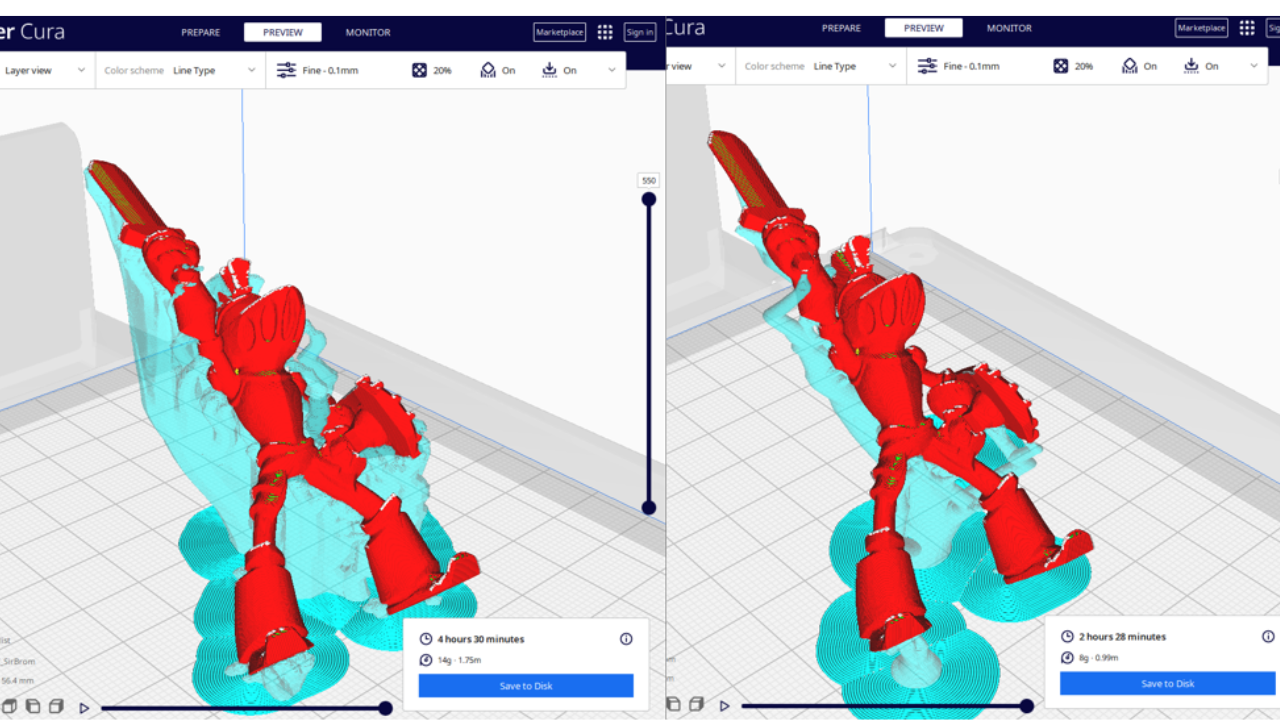 er Cura PREPARE PREVIEW MONITOR Marketplace Sign in
Layer view Color scheme Line Type Fine - 0.1mm 20% On On
550
4 hours 30 minutes
14g · 1.75m
Save to Disk
_SirBrom
56.4 mm
Cura PREPARE PREVIEW MONITOR Marketplace Sig
r view Color scheme Line Type Fine - 0.1mm 20% On On
2 hours 28 minutes
8g · 0.99m
Save to Disk